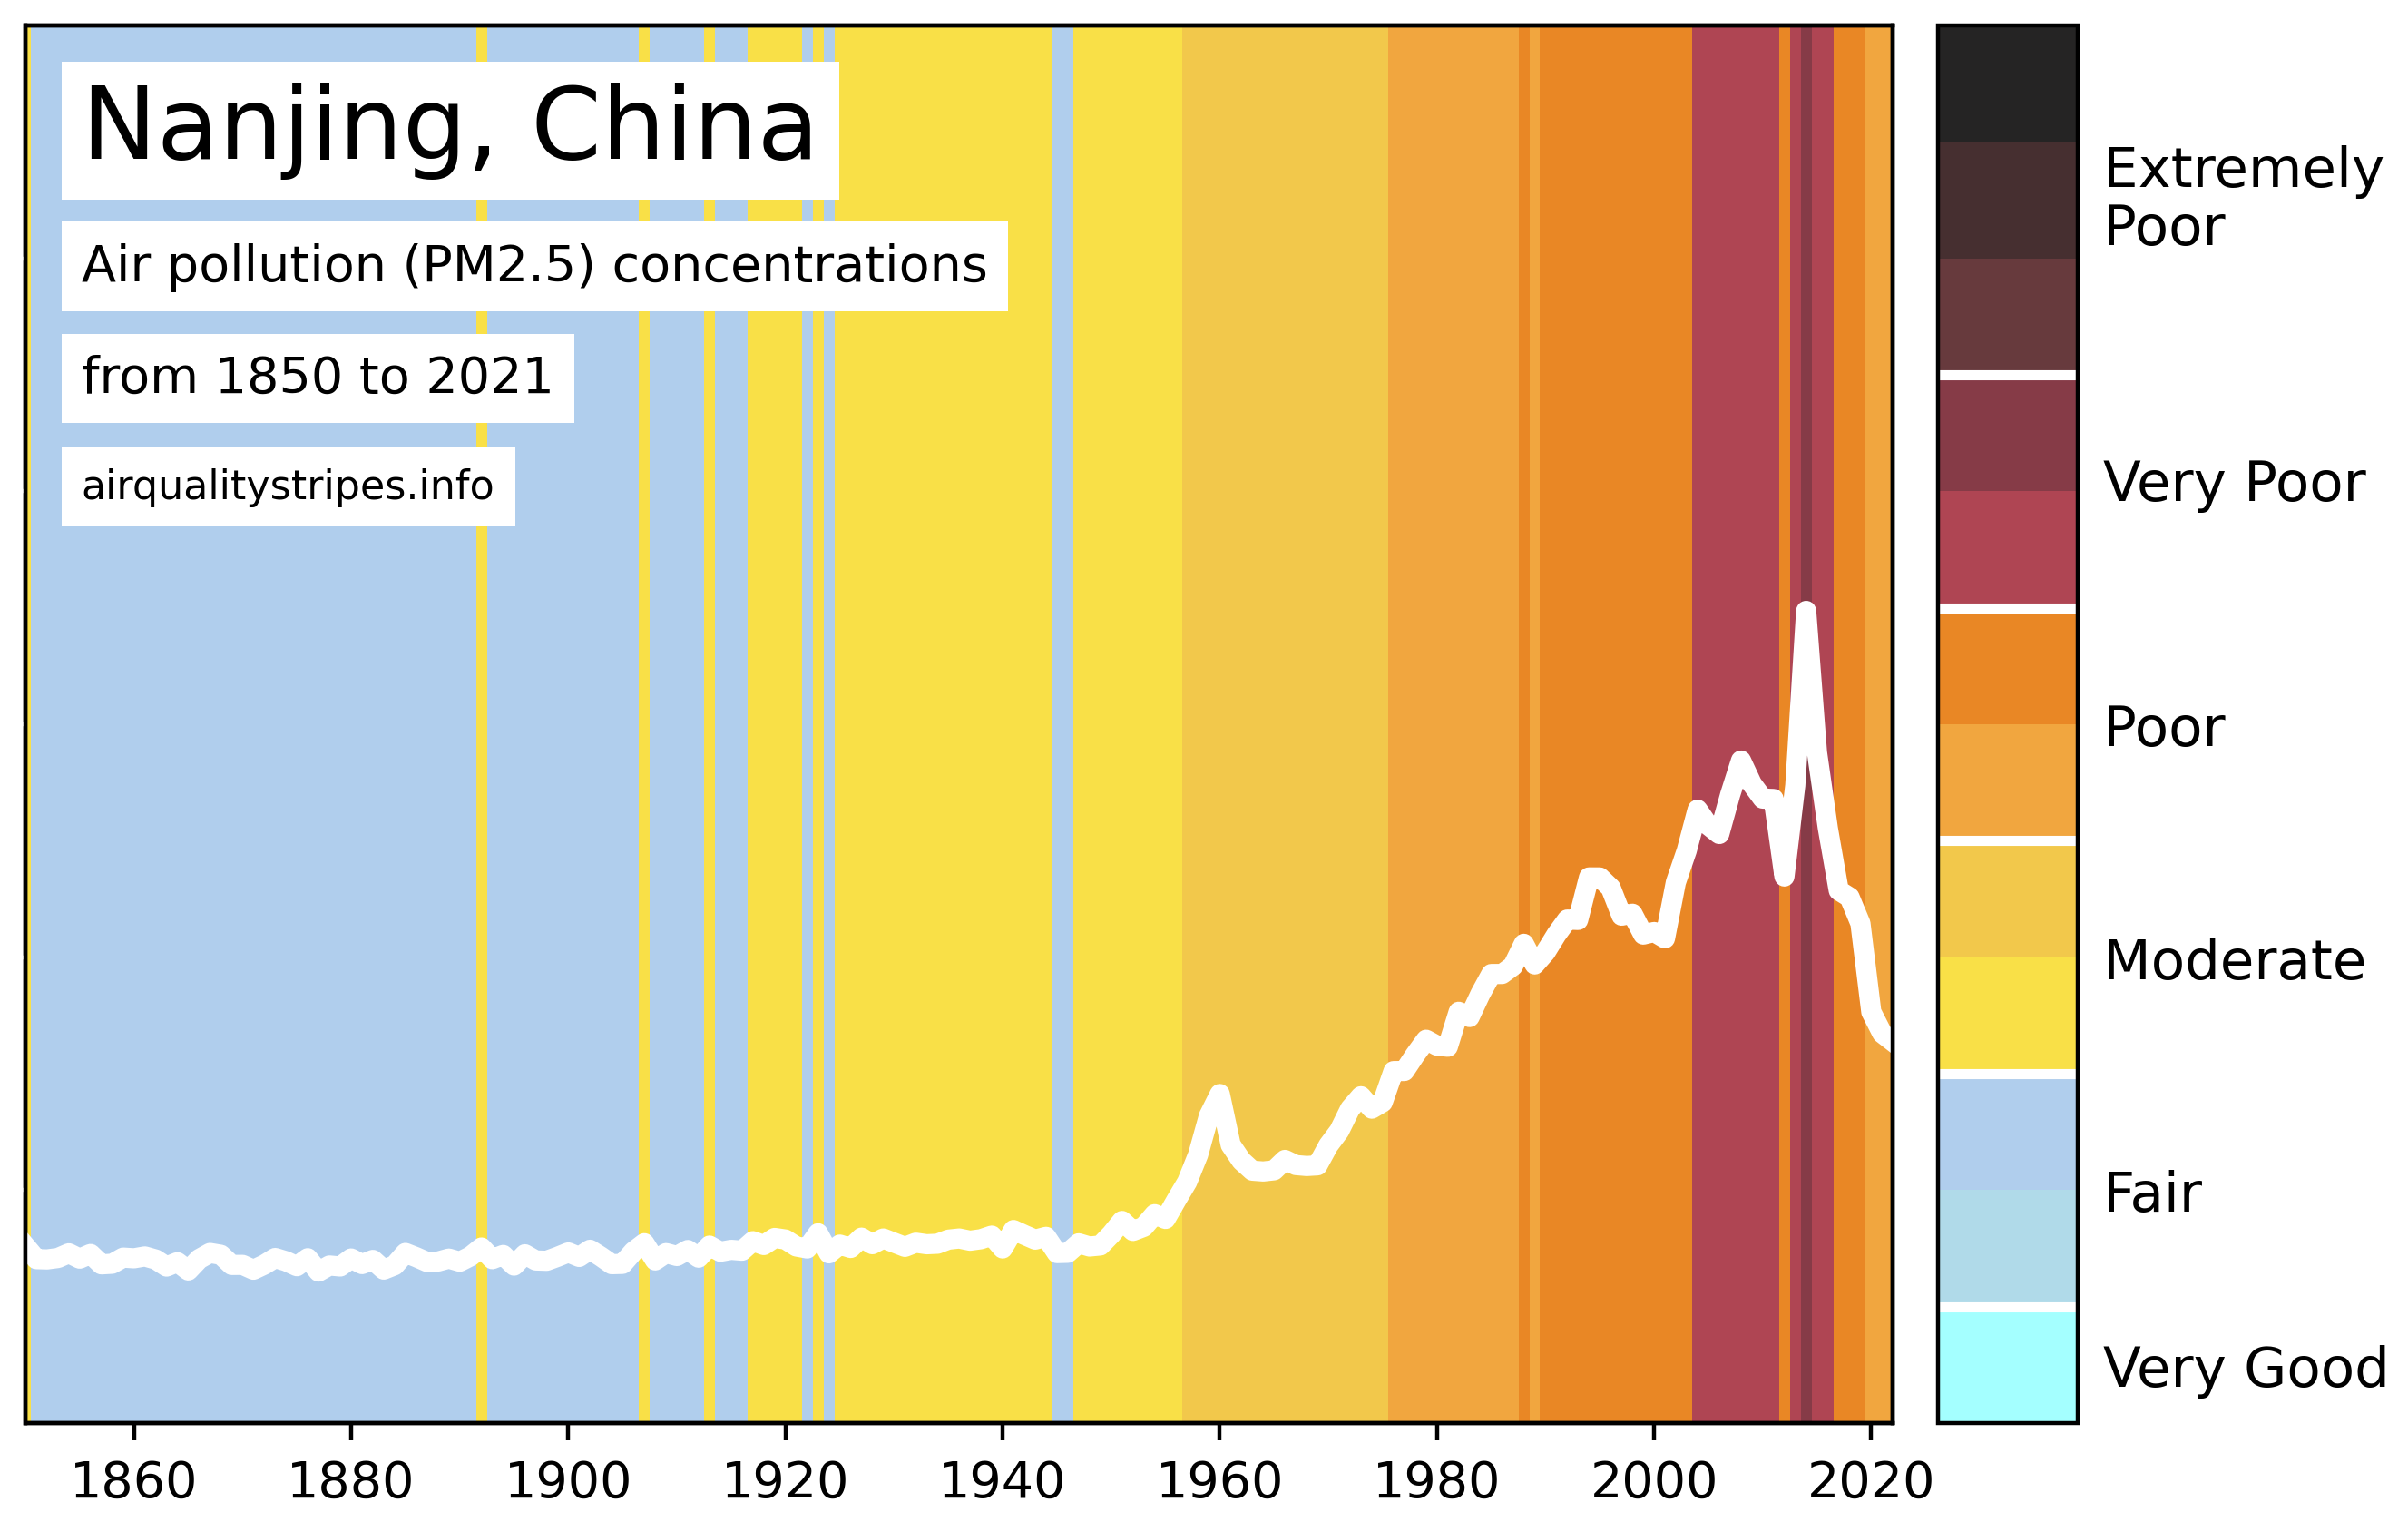 Nanjing, China
Air pollution (PM2.5) concentrations
from 1850 to 2021
airqualitystripes.info
Extremely
Poor
Very Poor
Poor
Moderate
Fair
Very Good
1860 1880 1900 1920 1940 1960 1980 2000 2020